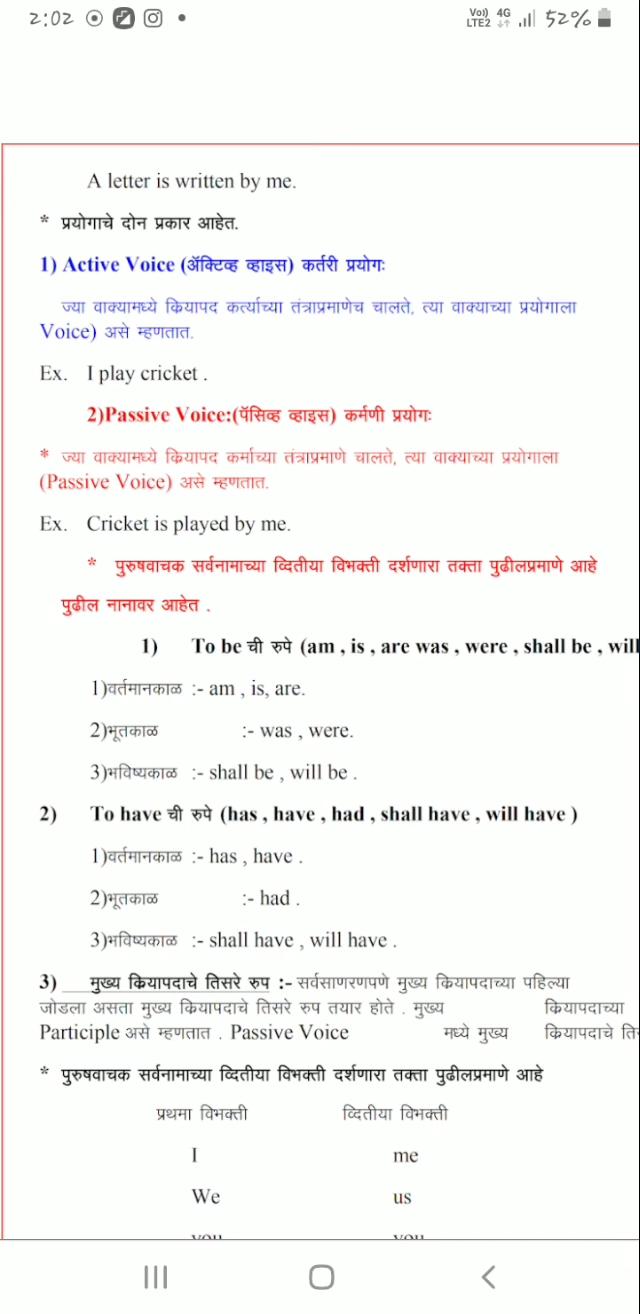 2:02
Vo)) 4G
LTE2 52%
A letter is written by me.
* प्रयोगाचे दोन प्रकार आहेत.
1) Active Voice (ॲक्टिव्ह व्हाइस) कर्तरी प्रयोगः
ज्या वाक्यामध्ये कियापद कर्त्याच्या तंत्राप्रमाणेच चालते, त्या वाक्याच्या प्रयोगाला
Voice) असे म्हणतात.
Ex. I play cricket .
2)Passive Voice:(पॅसिव्ह व्हाइस) कर्मणी प्रयोगः
* ज्या वाक्यामध्ये कियापद कर्माच्या तंत्राप्रमाणे चालते, त्या वाक्याच्या प्रयोगाला
(Passive Voice) असे म्हणतात.
Ex. Cricket is played by me.
* पुरुषवाचक सर्वनामाच्या व्दितीया विभक्ती दर्शणारा तक्ता पुढीलप्रमाणे आहे
पुढील नानावर आहेत .
1) To be ची रुपे (am , is , are was , were , shall be , will
1)वर्तमानकाळ :- am , is, are.
2)भूतकाळ :- was , were.
3)भविष्यकाळ :- shall be , will be .
2) To have ची रुपे (has , have , had , shall have , will have )
1)वर्तमानकाळ :- has , have .
2)भूतकाळ :- had .
3)भविष्यकाळ :- shall have , will have .
3) मुख्य कियापदाचे तिसरे रुप :- सर्वसाणरणपणे मुख्य कियापदाच्या पहिल्या
जोडला असता मुख्य कियापदाचे तिसरे रुप तयार होते . मुख्य कियापदाच्या
Participle असे म्हणतात . Passive Voice मध्ये मुख्य कियापदाचे ति
* पुरुषवाचक सर्वनामाच्या व्दितीया विभक्ती दर्शणारा तक्ता पुढीलप्रमाणे आहे
प्रथमा विभक्ती व्दितीया विभक्ती
I me
We us
you you